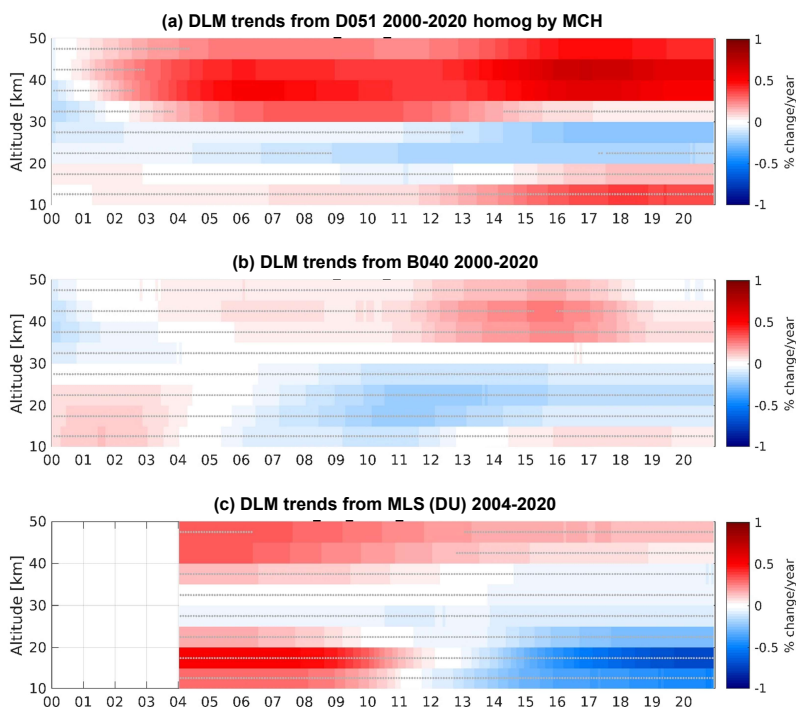 (a) DLM trends from D051 2000-2020 homog by MCH
50
40
30
20
10
Altitude [km]
00 01 02 03 04 05 06 07 08 09 10 11 12 13 14 15 16 17 18 19 20
1
0.5
0
-0.5
-1
% change/year
(b) DLM trends from B040 2000-2020
50
40
30
20
10
Altitude [km]
00 01 02 03 04 05 06 07 08 09 10 11 12 13 14 15 16 17 18 19 20
1
0.5
0
-0.5
-1
% change/year
(c) DLM trends from MLS (DU) 2004-2020
50
40
30
20
10
Altitude [km]
00 01 02 03 04 05 06 07 08 09 10 11 12 13 14 15 16 17 18 19 20
1
0.5
0
-0.5
-1
% change/year